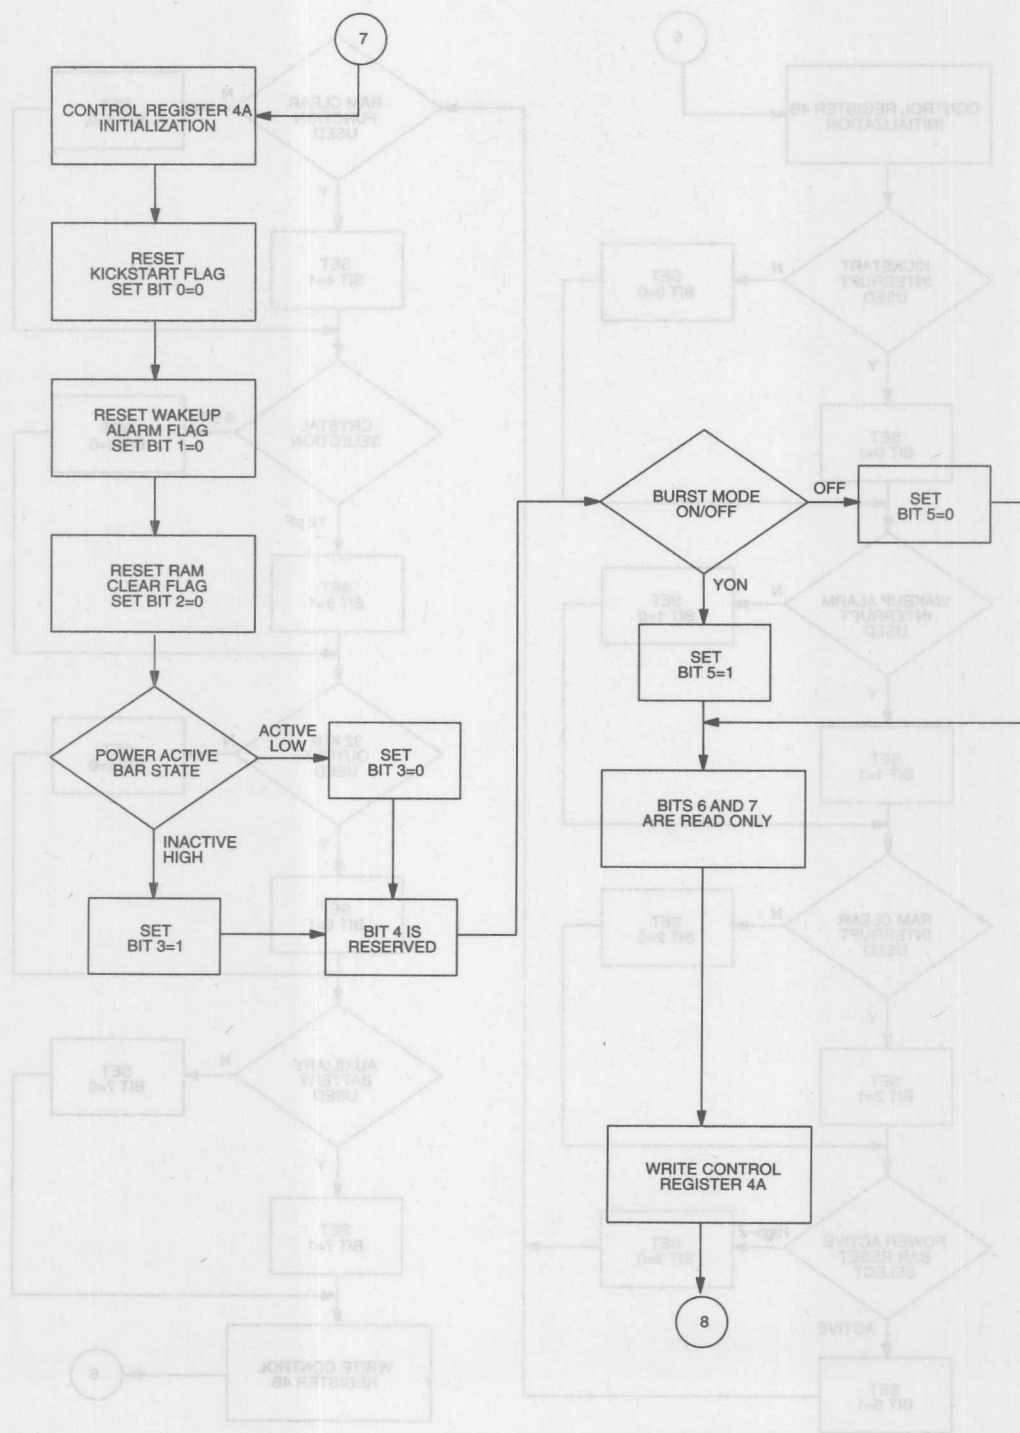 7
CONTROL REGISTER 4A
INITIALIZATION
RESET
KICKSTART FLAG
SET BIT 0=0
RESET WAKEUP
ALARM FLAG
SET BIT 1=0
RESET RAM
CLEAR FLAG
SET BIT 2=0
POWER ACTIVE
BAR STATE
ACTIVE
LOW
SET
BIT 3=0
INACTIVE
HIGH
SET
BIT 3=1
BIT 4 IS
RESERVED
BURST MODE
ON/OFF
OFF
SET
BIT 5=0
YON
SET
BIT 5=1
BITS 6 AND 7
ARE READ ONLY
WRITE CONTROL
REGISTER 4A
8